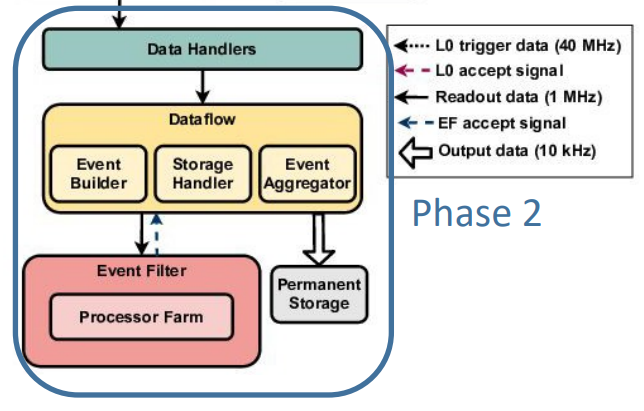 Data Handlers
Dataflow
Event
Builder
Storage
Handler
Event
Aggregator
Event Filter
Processor Farm
Permanent
Storage
L0 trigger data (40 MHz)
L0 accept signal
Readout data (1 MHz)
EF accept signal
Output data (10 kHz)
Phase 2